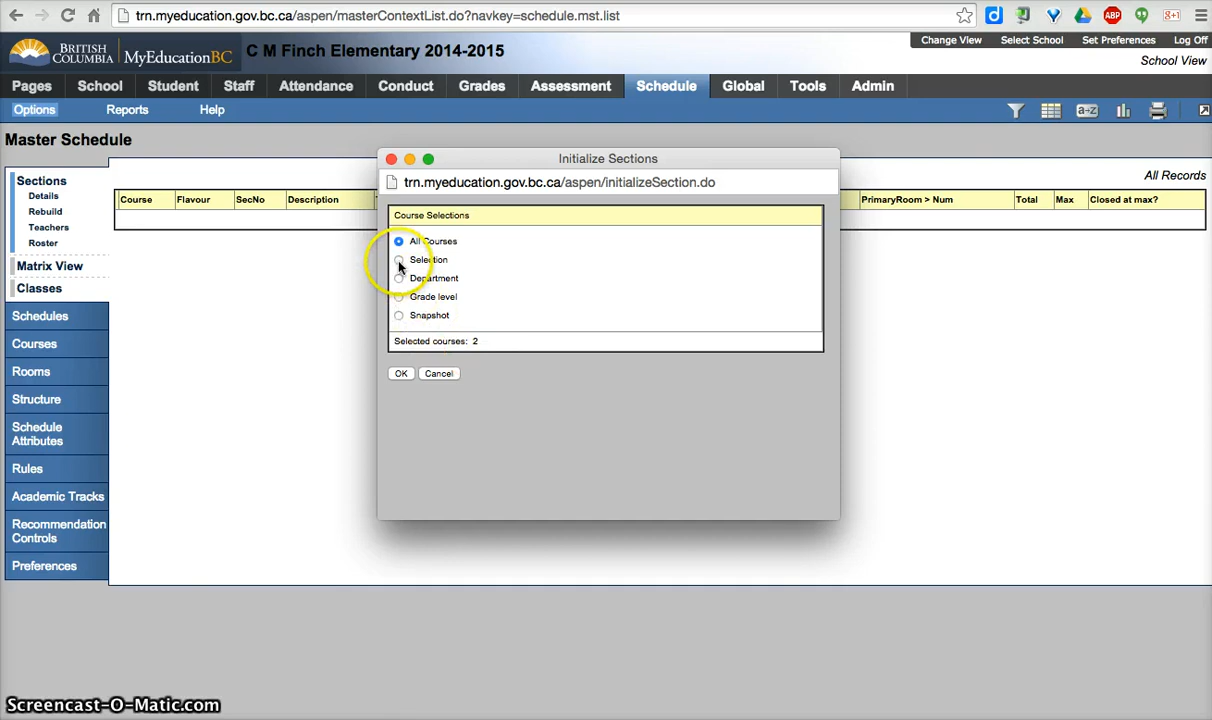 trn.myeducation.gov.bc.ca/aspen/masterContextList.do?navkey=schedule.mst.list
BRITISH COLUMBIA MyEducationBC
C M Finch Elementary 2014-2015
Change View Select School Set Preferences Log Off
School View
Pages School Student Staff Attendance Conduct Grades Assessment Schedule Global Tools Admin
Options Reports Help
Master Schedule
All Records
Sections
Details
Rebuild
Teachers
Roster
Matrix View
Classes
Schedules
Courses
Rooms
Structure
Schedule
Attributes
Rules
Academic Tracks
Recommendation
Controls
Preferences
Course Flavour SecNo Description PrimaryRoom > Num Total Max Closed at max?
Initialize Sections
trn.myeducation.gov.bc.ca/aspen/initializeSection.do
Course Selections
All Courses
Selection
Department
Grade level
Snapshot
Selected courses: 2
OK Cancel
Screencast-O-Matic.com